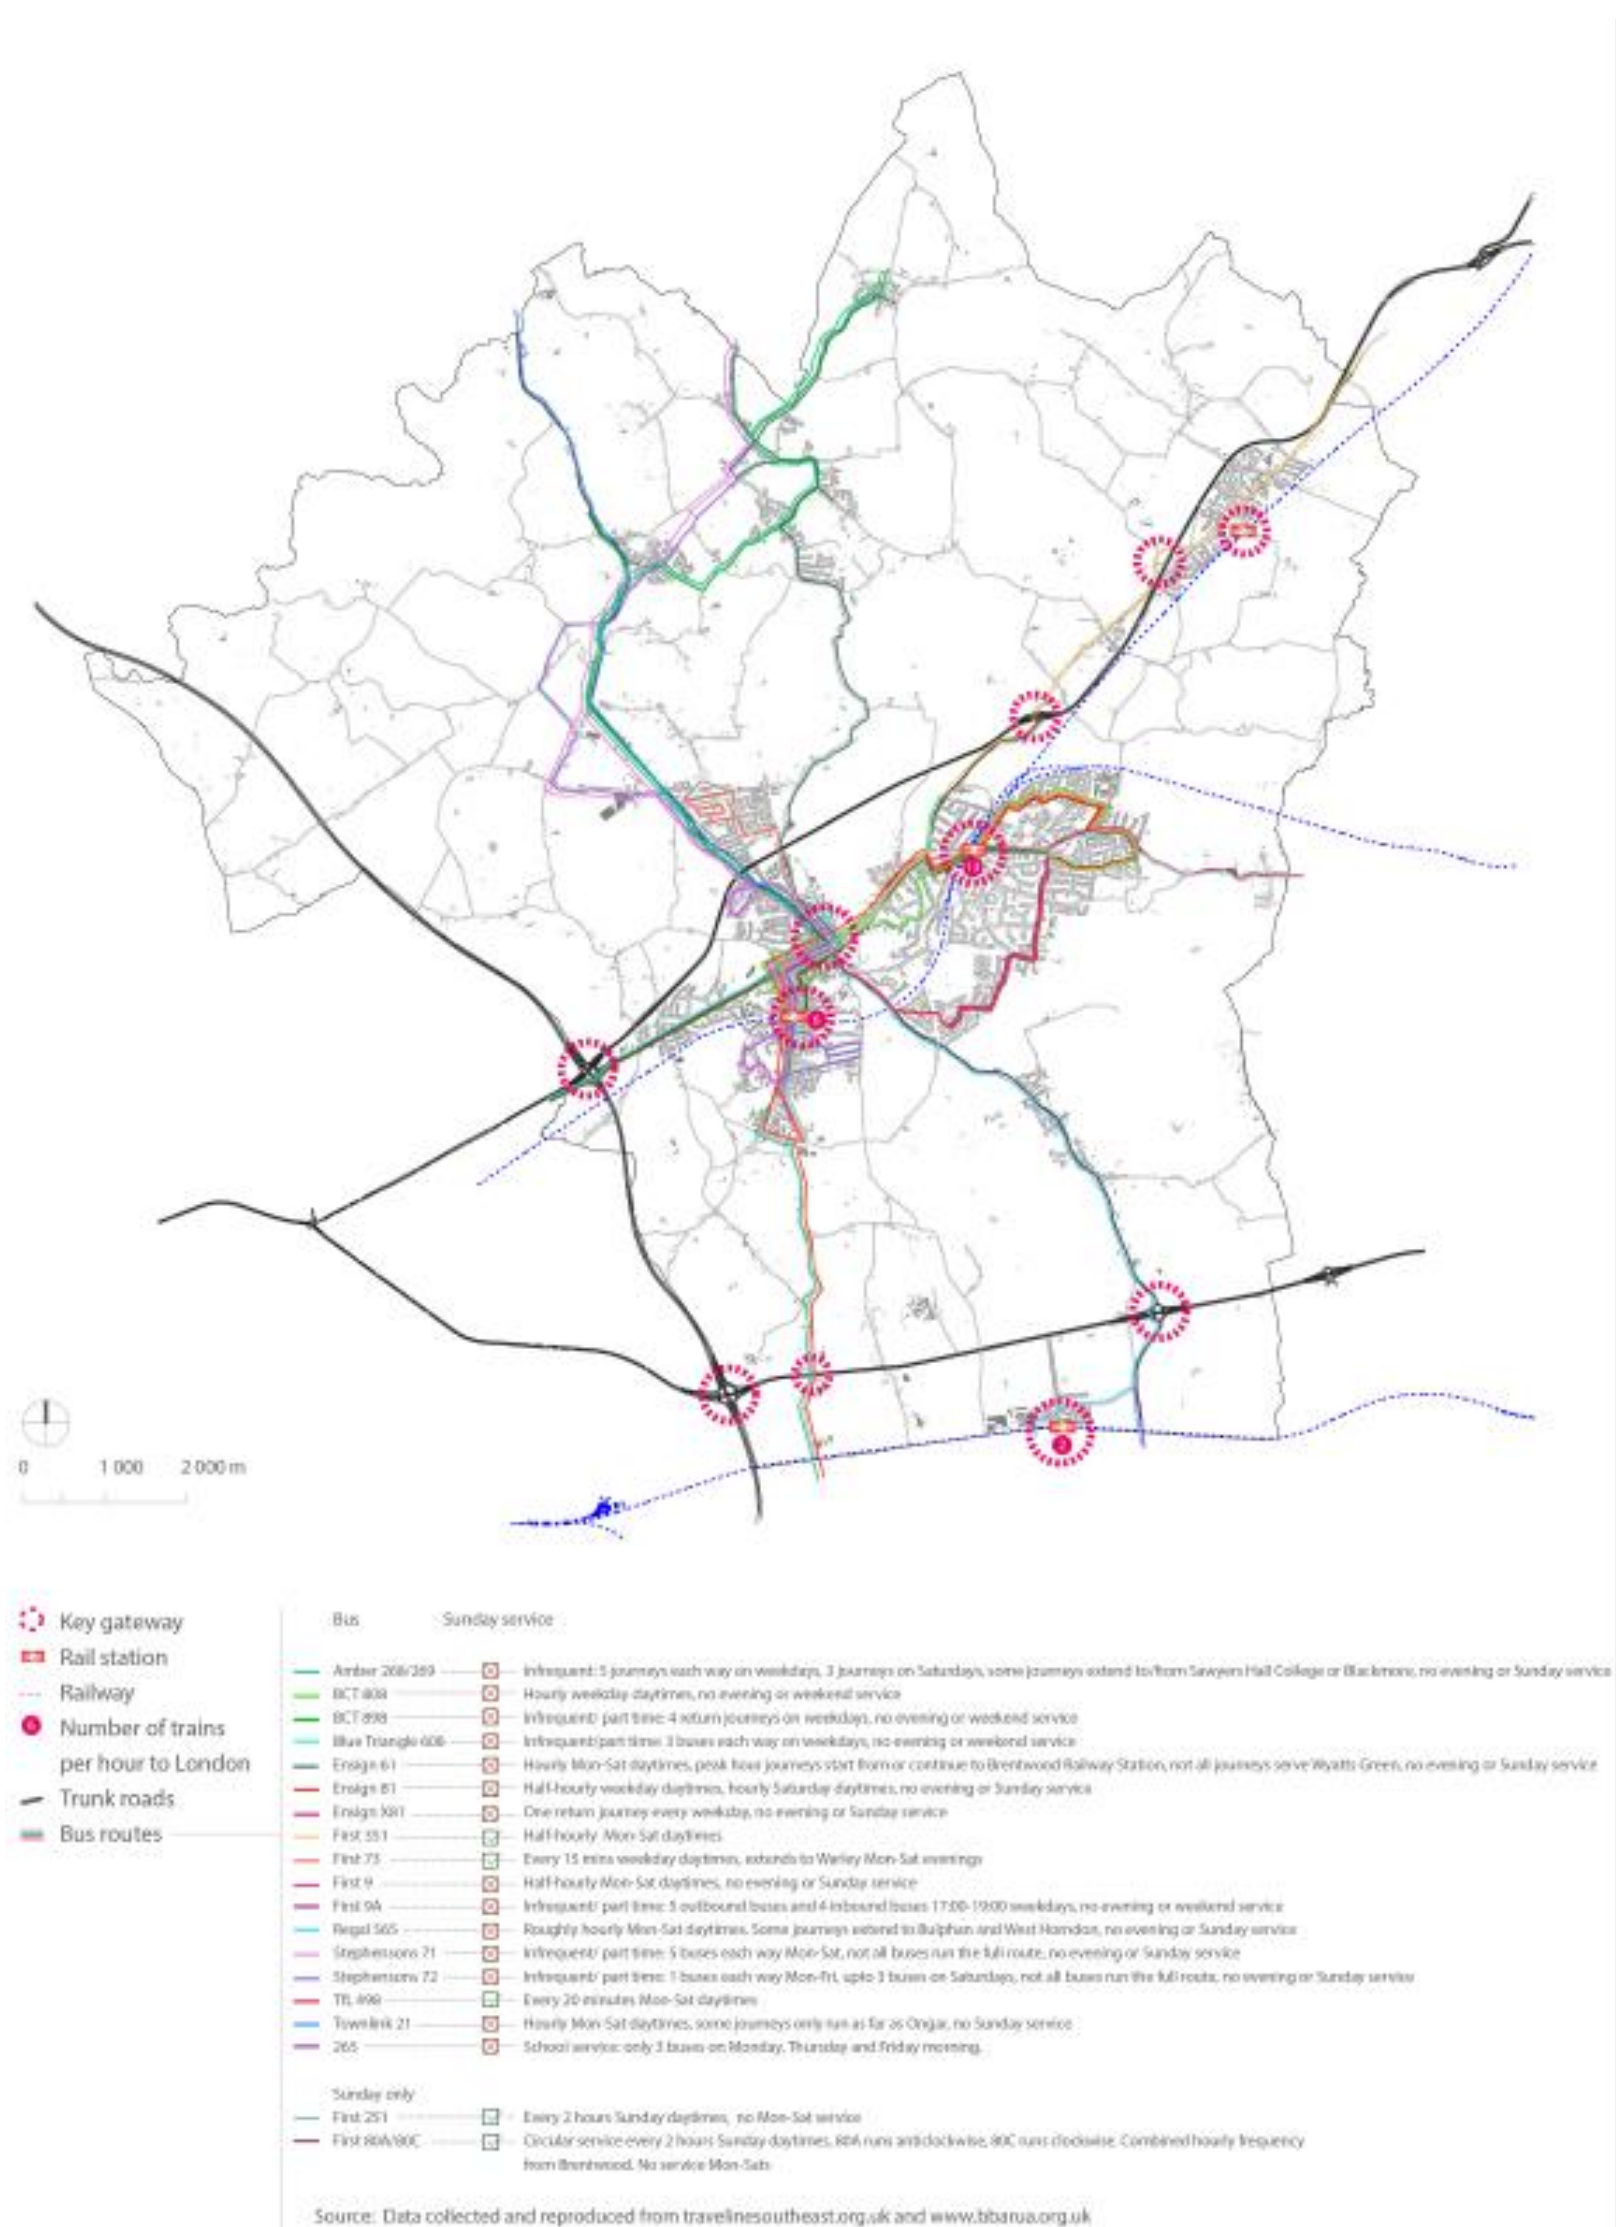 0 1 000 2 000 m
Key gateway
Rail station
Railway
6 Number of trains
per hour to London
Trunk roads
Bus routes
Bus Sunday service
Amber 268/269 Infrequent: 5 journeys each way on weekdays, 3 journeys on Saturdays, some journeys extend to/from Sawyers Hall College or Blackmore, no evening or Sunday service
BCT 808 Hourly weekday daytimes, no evening or weekend service
BCT 898 Infrequent/ part time: 4 return journeys on weekdays, no evening or weekend service
Blue Triangle 608 Infrequent/part time: 3 buses each way on weekdays, no evening or weekend service
Ensign 61 Hourly Mon-Sat daytimes, peak hour journeys start from or continue to Brentwood Railway Station, not all journeys serve Wyatts Green, no evening or Sunday service
Ensign 81 Half-hourly weekday daytimes, hourly Saturday daytimes, no evening or Sunday service
Ensign X81 One return journey every weekday, no evening or Sunday service
First 351 Half-hourly Mon-Sat daytimes
First 73 Every 15 mins weekday daytimes, extends to Warley Mon-Sat evenings
First 9 Half-hourly Mon-Sat daytimes, no evening or Sunday service
First 9A Infrequent/ part time: 5 outbound buses and 4 inbound buses 17:00-19:00 weekdays, no evening or weekend service
Regal 565 Roughly hourly Mon-Sat daytimes. Some journeys extend to Bulphan and West Horndon, no evening or Sunday service
Stephensons 71 Infrequent/ part time: 5 buses each way Mon-Sat, not all buses run the full route, no evening or Sunday service
Stephensons 72 Infrequent/ part time: 1 buses each way Mon-Fri, upto 3 buses on Saturdays, not all buses run the full route, no evening or Sunday service
TfL 498 Every 20 minutes Mon-Sat daytimes
Townlink 21 Hourly Mon-Sat daytimes, some journeys only run as far as Ongar, no Sunday service
265 School service: only 3 buses on Monday, Thursday and Friday morning.
Sunday only
First 251 Every 2 hours Sunday daytimes, no Mon-Sat service
First 80A/80C Circular service every 2 hours Sunday daytimes, 80A runs anticlockwise, 80C runs clockwise. Combined hourly frequency
from Brentwood. No service Mon-Sats
Source: Data collected and reproduced from travelinesoutheast.org.uk and www.bbarua.org.uk